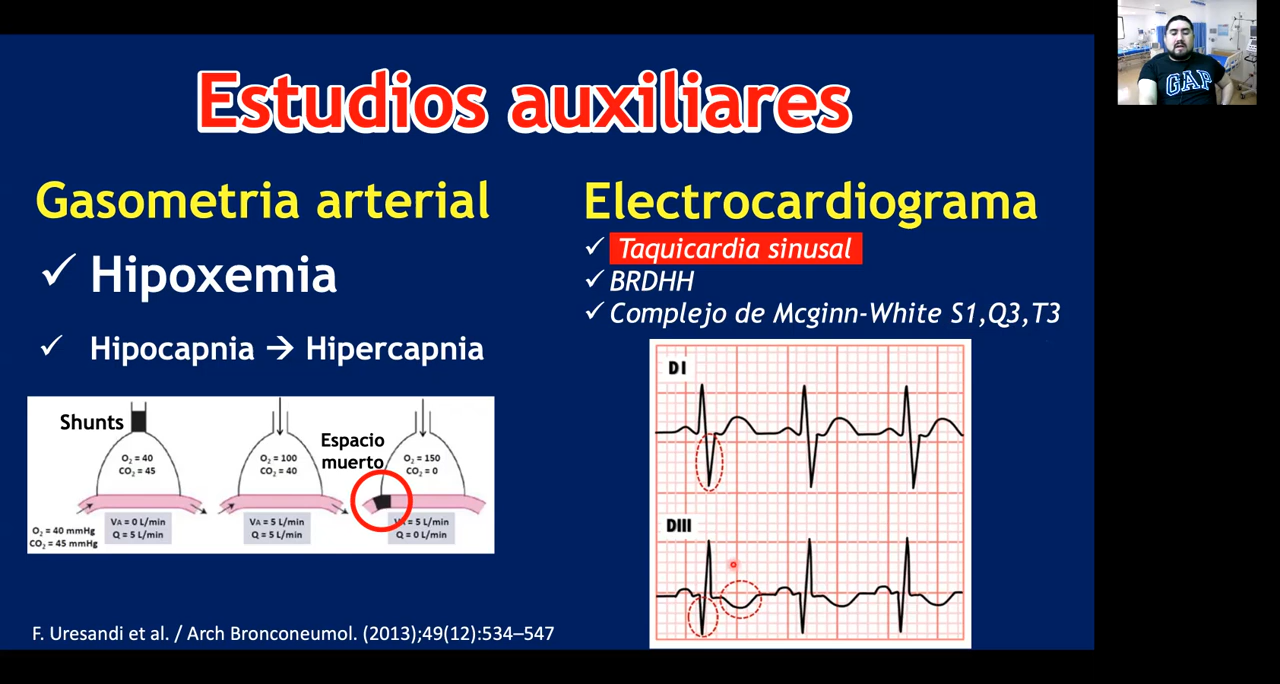 GAP
Estudios auxiliares
Gasometria arterial
✓ Hipoxemia
✓ Hipocapnia → Hipercapnia
Shunts
O₂ = 40
CO₂ = 45
O₂ = 40 mmHg
CO₂ = 45 mmHg
VA = 0 L/min
Q = 5 L/min
O₂ = 100
CO₂ = 40
VA = 5 L/min
Q = 5 L/min
Espacio
muerto
O₂ = 150
CO₂ = 0
VA = 5 L/min
Q = 0 L/min
F. Uresandi et al. / Arch Bronconeumol. (2013);49(12):534–547
Electrocardiograma
✓ Taquicardia sinusal
✓ BRDHH
✓ Complejo de Mcginn-White S1,Q3,T3
DI
DIII